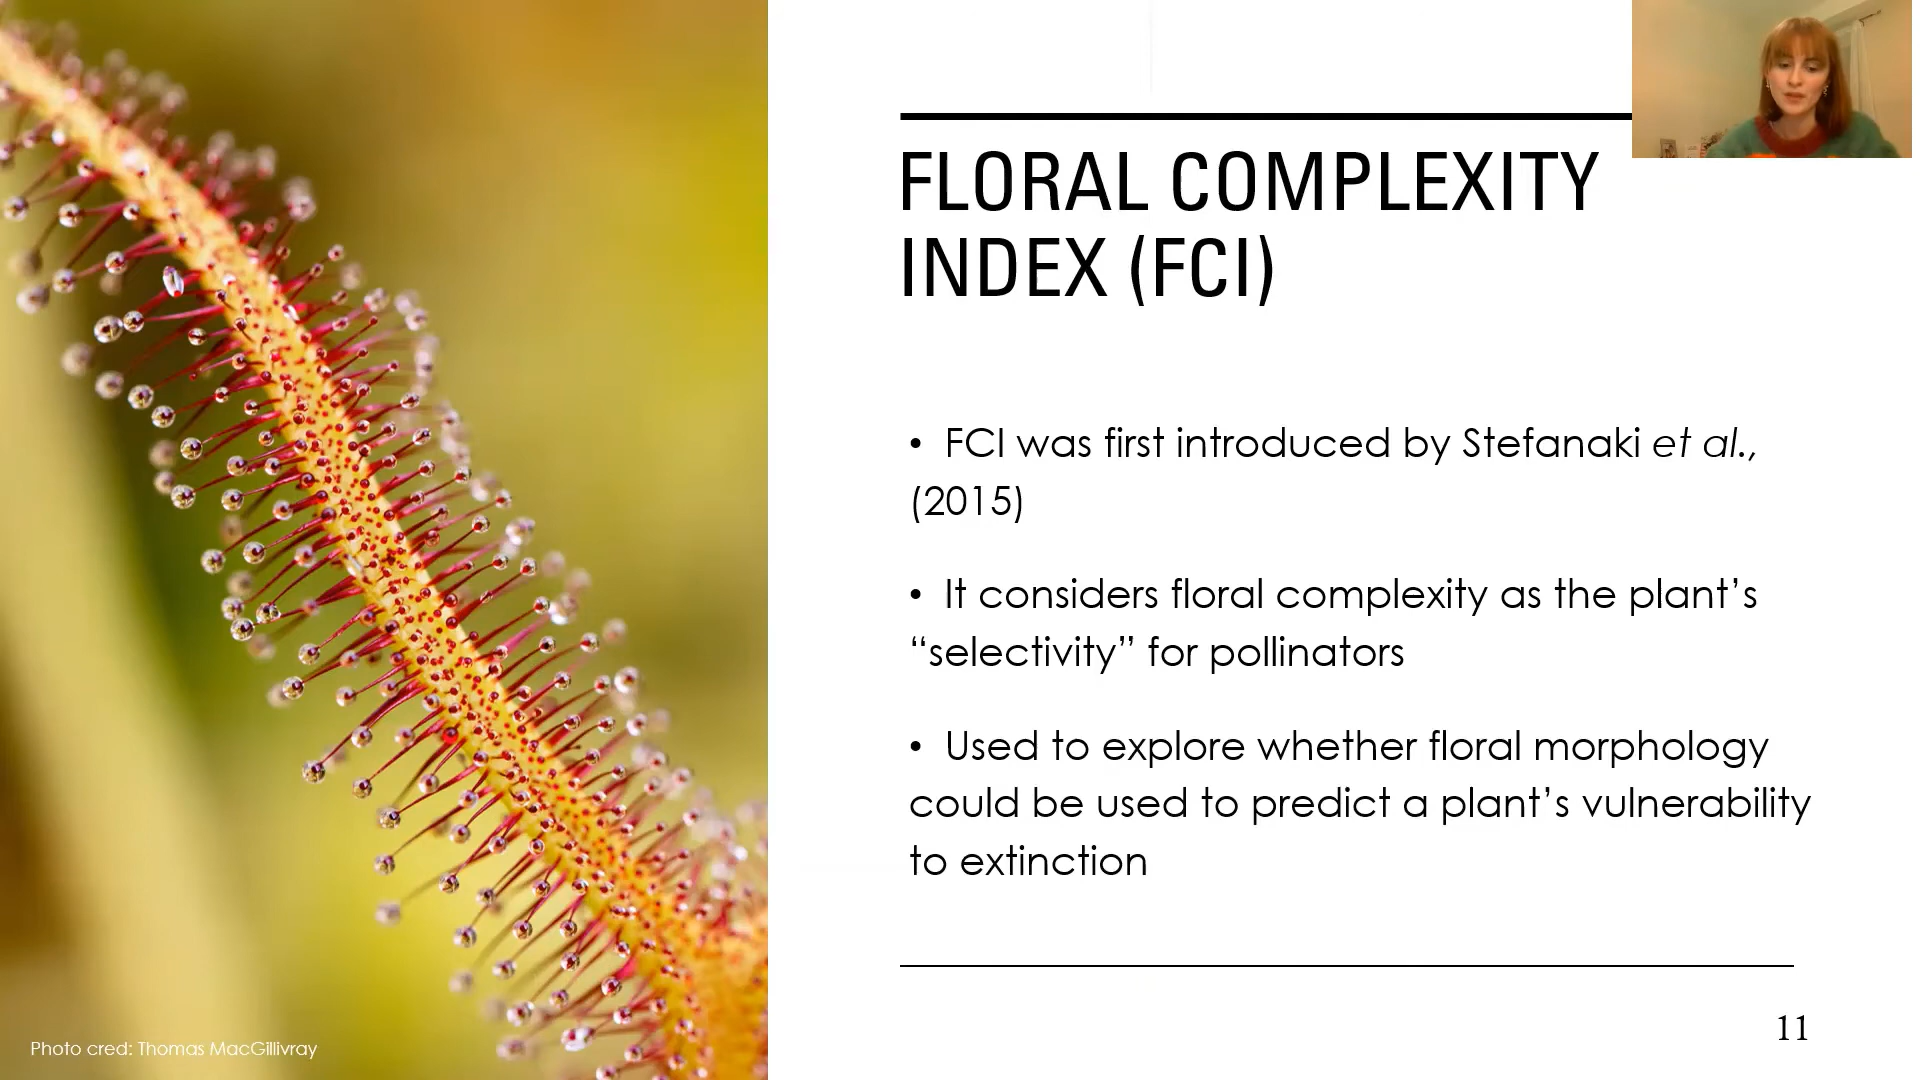 FLORAL COMPLEXITY
INDEX (FCI)
• FCI was first introduced by Stefanaki et al.,
(2015)
• It considers floral complexity as the plant’s
“selectivity” for pollinators
• Used to explore whether floral morphology
could be used to predict a plant’s vulnerability
to extinction
11
Photo cred: Thomas MacGillivray